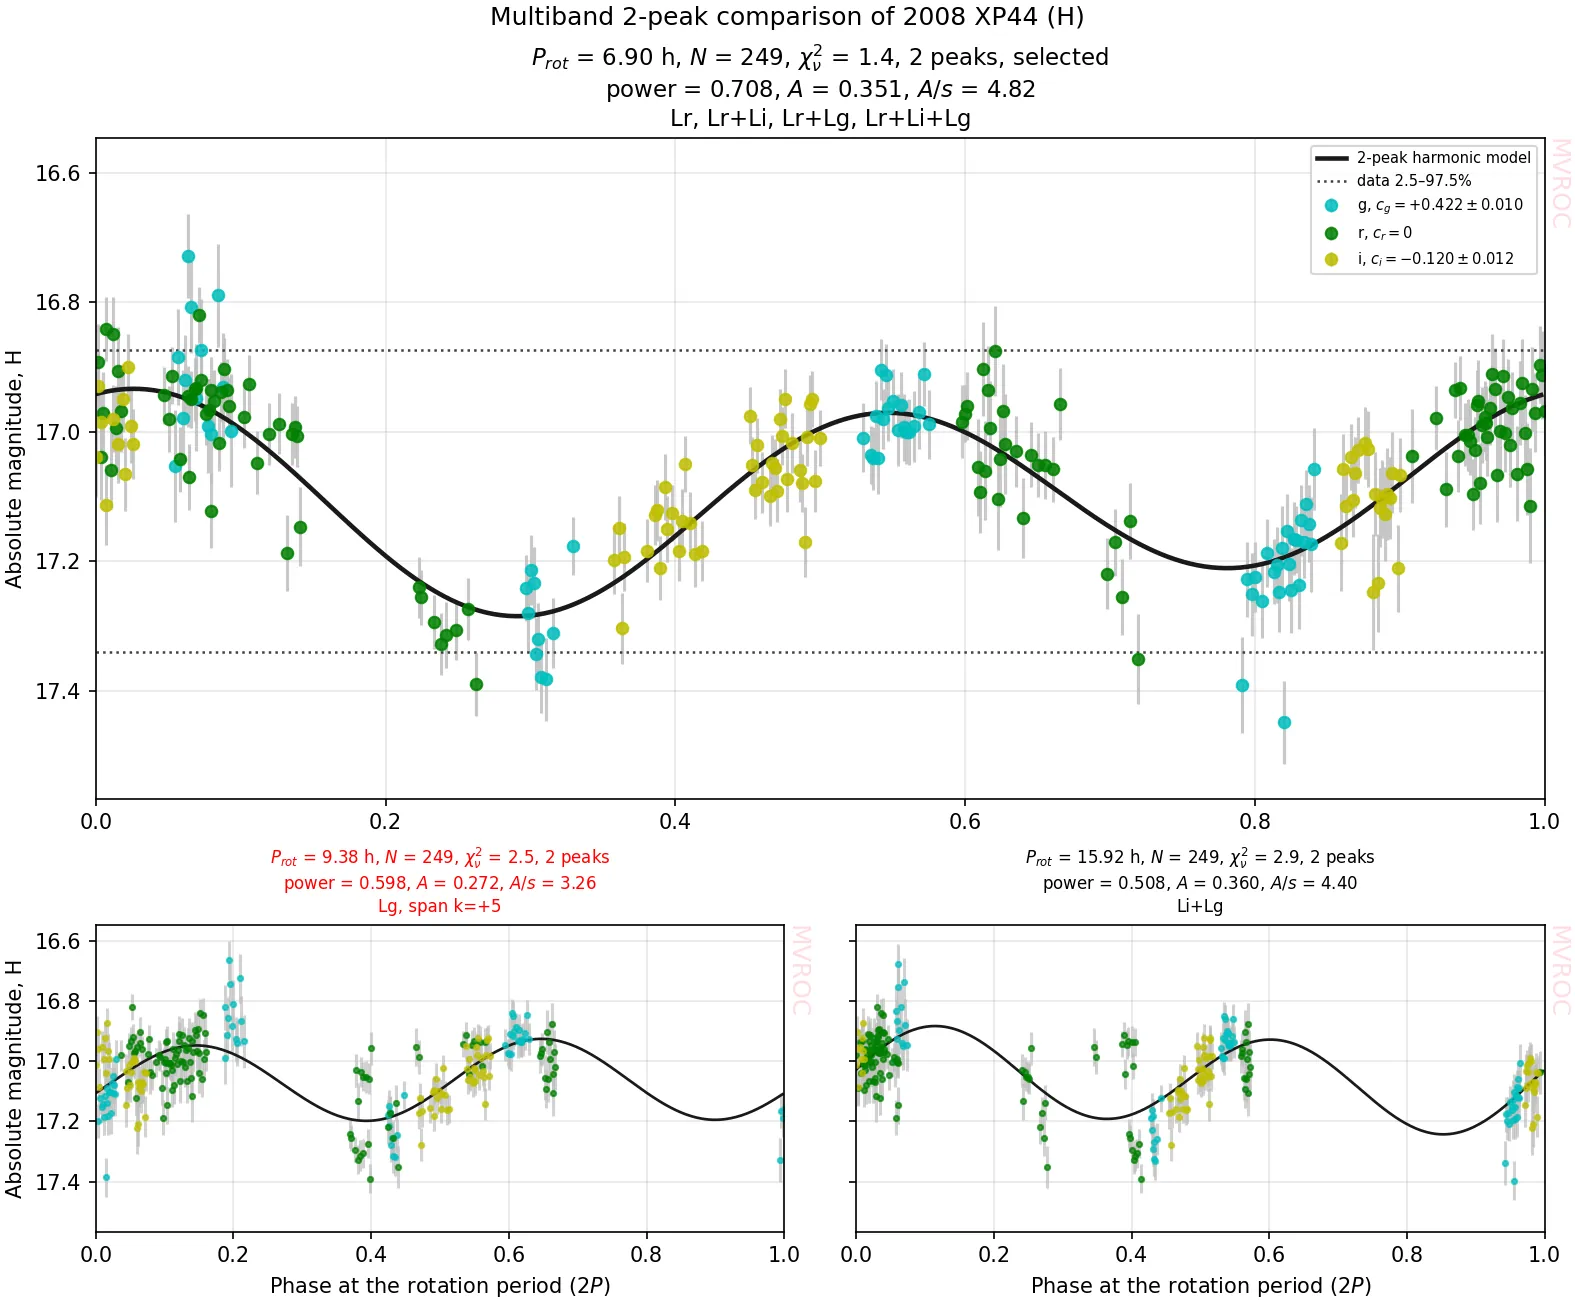 Multiband 2-peak comparison of 2008 XP44 (H)
P_rot = 6.90 h, N = 249, χ²_ν = 1.4, 2 peaks, selected
power = 0.708, A = 0.351, A/s = 4.82
Lr, Lr+Li, Lr+Lg, Lr+Li+Lg
2-peak harmonic model
data 2.5–97.5%
g, c_g = +0.422 ± 0.010
r, c_r = 0
i, c_i = −0.120 ± 0.012
MVROC
Absolute magnitude, H
16.6
16.8
17.0
17.2
17.4
0.0 0.2 0.4 0.6 0.8 1.0
P_rot = 9.38 h, N = 249, χ²_ν = 2.5, 2 peaks
power = 0.598, A = 0.272, A/s = 3.26
Lg, span k=+5
MVROC
Absolute magnitude, H
16.6
16.8
17.0
17.2
17.4
0.0 0.2 0.4 0.6 0.8 1.0
Phase at the rotation period (2P)
P_rot = 15.92 h, N = 249, χ²_ν = 2.9, 2 peaks
power = 0.508, A = 0.360, A/s = 4.40
Li+Lg
MVROC
0.0 0.2 0.4 0.6 0.8 1.0
Phase at the rotation period (2P)